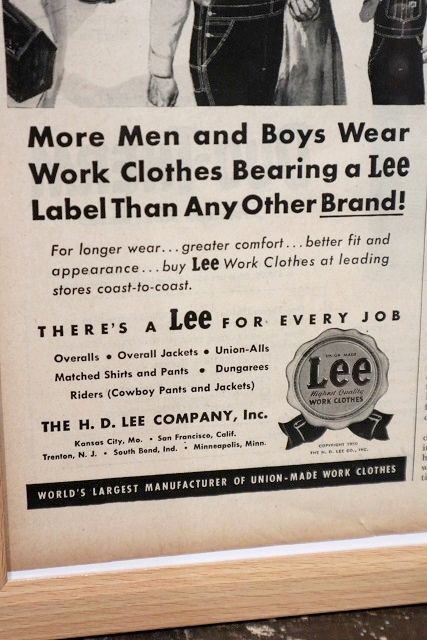 More Men and Boys Wear
Work Clothes Bearing a Lee
Label Than Any Other Brand!
For longer wear...greater comfort...better fit and
appearance...buy Lee Work Clothes at leading
stores coast-to-coast.
THERE'S A Lee FOR EVERY JOB
Overalls • Overall Jackets • Union-Alls
Matched Shirts and Pants • Dungarees
Riders (Cowboy Pants and Jackets)
THE H. D. LEE COMPANY, Inc.
Kansas City, Mo. • San Francisco, Calif.
Trenton, N. J. • South Bend, Ind. • Minneapolis, Minn.
UNION MADE
Lee
Highest Quality
WORK CLOTHES
COPYRIGHT 1950
THE H. D. LEE CO., INC.
WORLD'S LARGEST MANUFACTURER OF UNION-MADE WORK CLOTHES